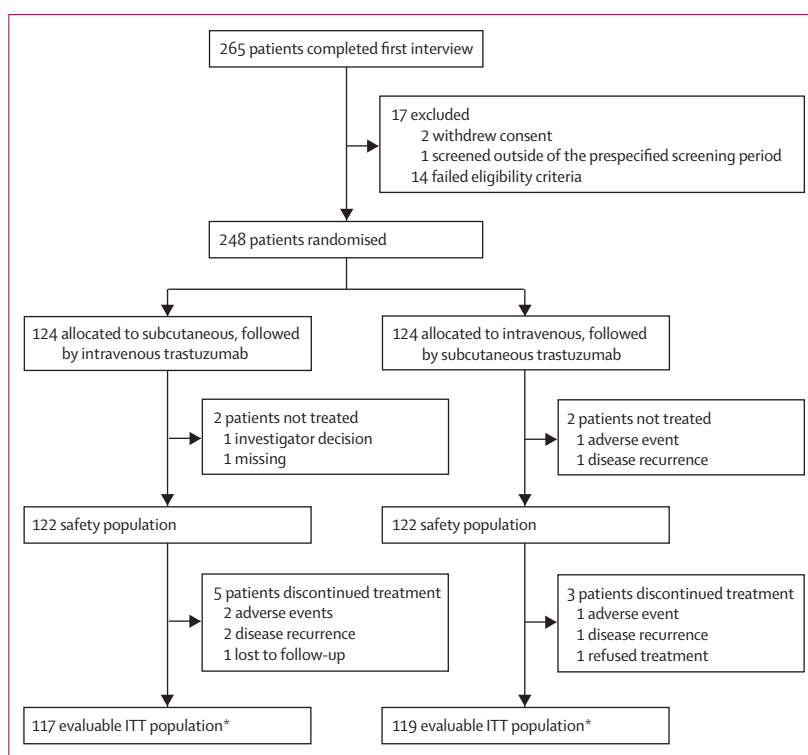 265 patients completed first interview
17 excluded
2 withdrew consent
1 screened outside of the prespecified screening period
14 failed eligibility criteria
248 patients randomised
124 allocated to subcutaneous, followed
by intravenous trastuzumab
124 allocated to intravenous, followed
by subcutaneous trastuzumab
2 patients not treated
1 investigator decision
1 missing
2 patients not treated
1 adverse event
1 disease recurrence
122 safety population
122 safety population
5 patients discontinued treatment
2 adverse events
2 disease recurrence
1 lost to follow-up
3 patients discontinued treatment
1 adverse event
1 disease recurrence
1 refused treatment
117 evaluable ITT population*
119 evaluable ITT population*